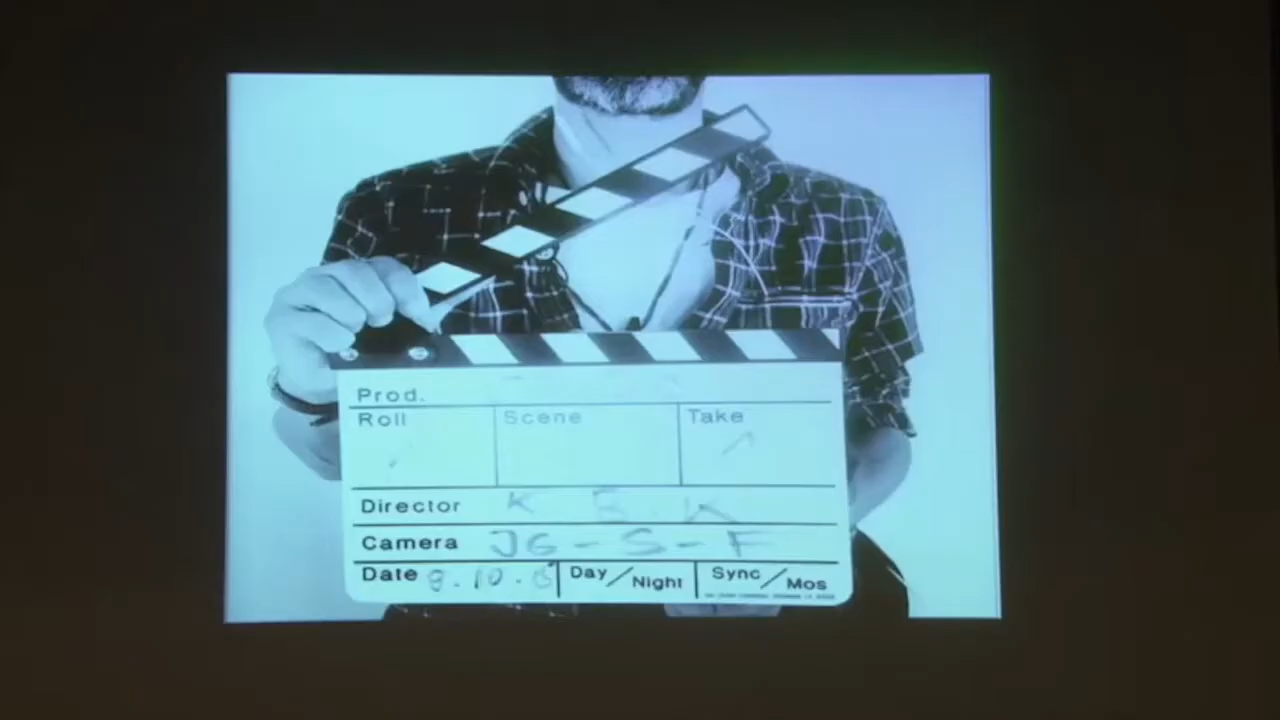 Prod.
Roll Scene Take
Director K
Camera JG-S-F
Date Day/Night Sync/Mos